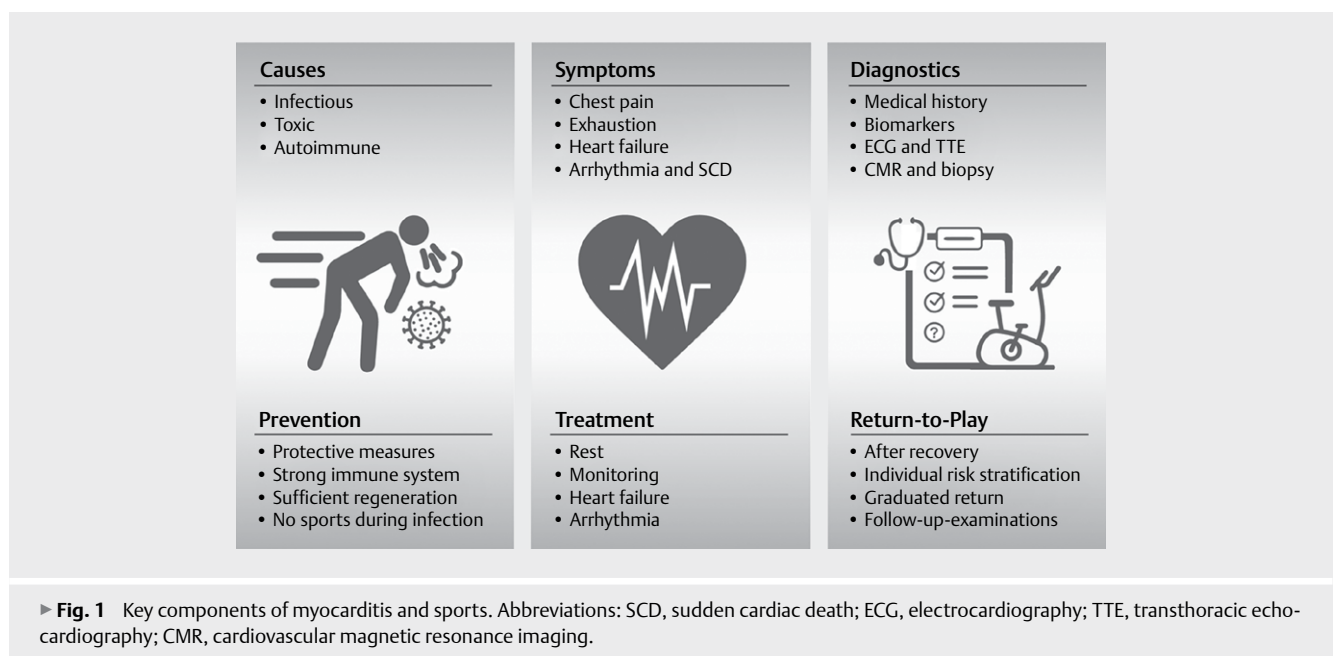 Causes
• Infectious
• Toxic
• Autoimmune
Prevention
• Protective measures
• Strong immune system
• Sufficient regeneration
• No sports during infection
Symptoms
• Chest pain
• Exhaustion
• Heart failure
• Arrhythmia and SCD
Treatment
• Rest
• Monitoring
• Heart failure
• Arrhythmia
Diagnostics
• Medical history
• Biomarkers
• ECG and TTE
• CMR and biopsy
?
Return-to-Play
• After recovery
• Individual risk stratification
• Graduated return
• Follow-up-examinations
▶ Fig. 1 Key components of myocarditis and sports. Abbreviations: SCD, sudden cardiac death; ECG, electrocardiography; TTE, transthoracic echo-
cardiography; CMR, cardiovascular magnetic resonance imaging.